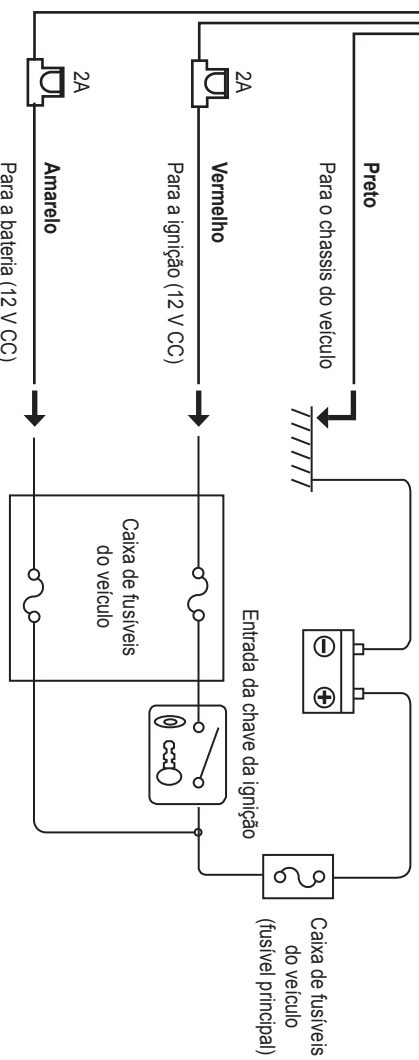 Preto
Para o chassis do veículo
2A
Vermelho
Para a ignição (12 V CC)
2A
Amarelo
Para a bateria (12 V CC)
Caixa de fusíveis
do veículo
Entrada da chave da ignição
Caixa de fusíveis
do veículo
(fusível principal)